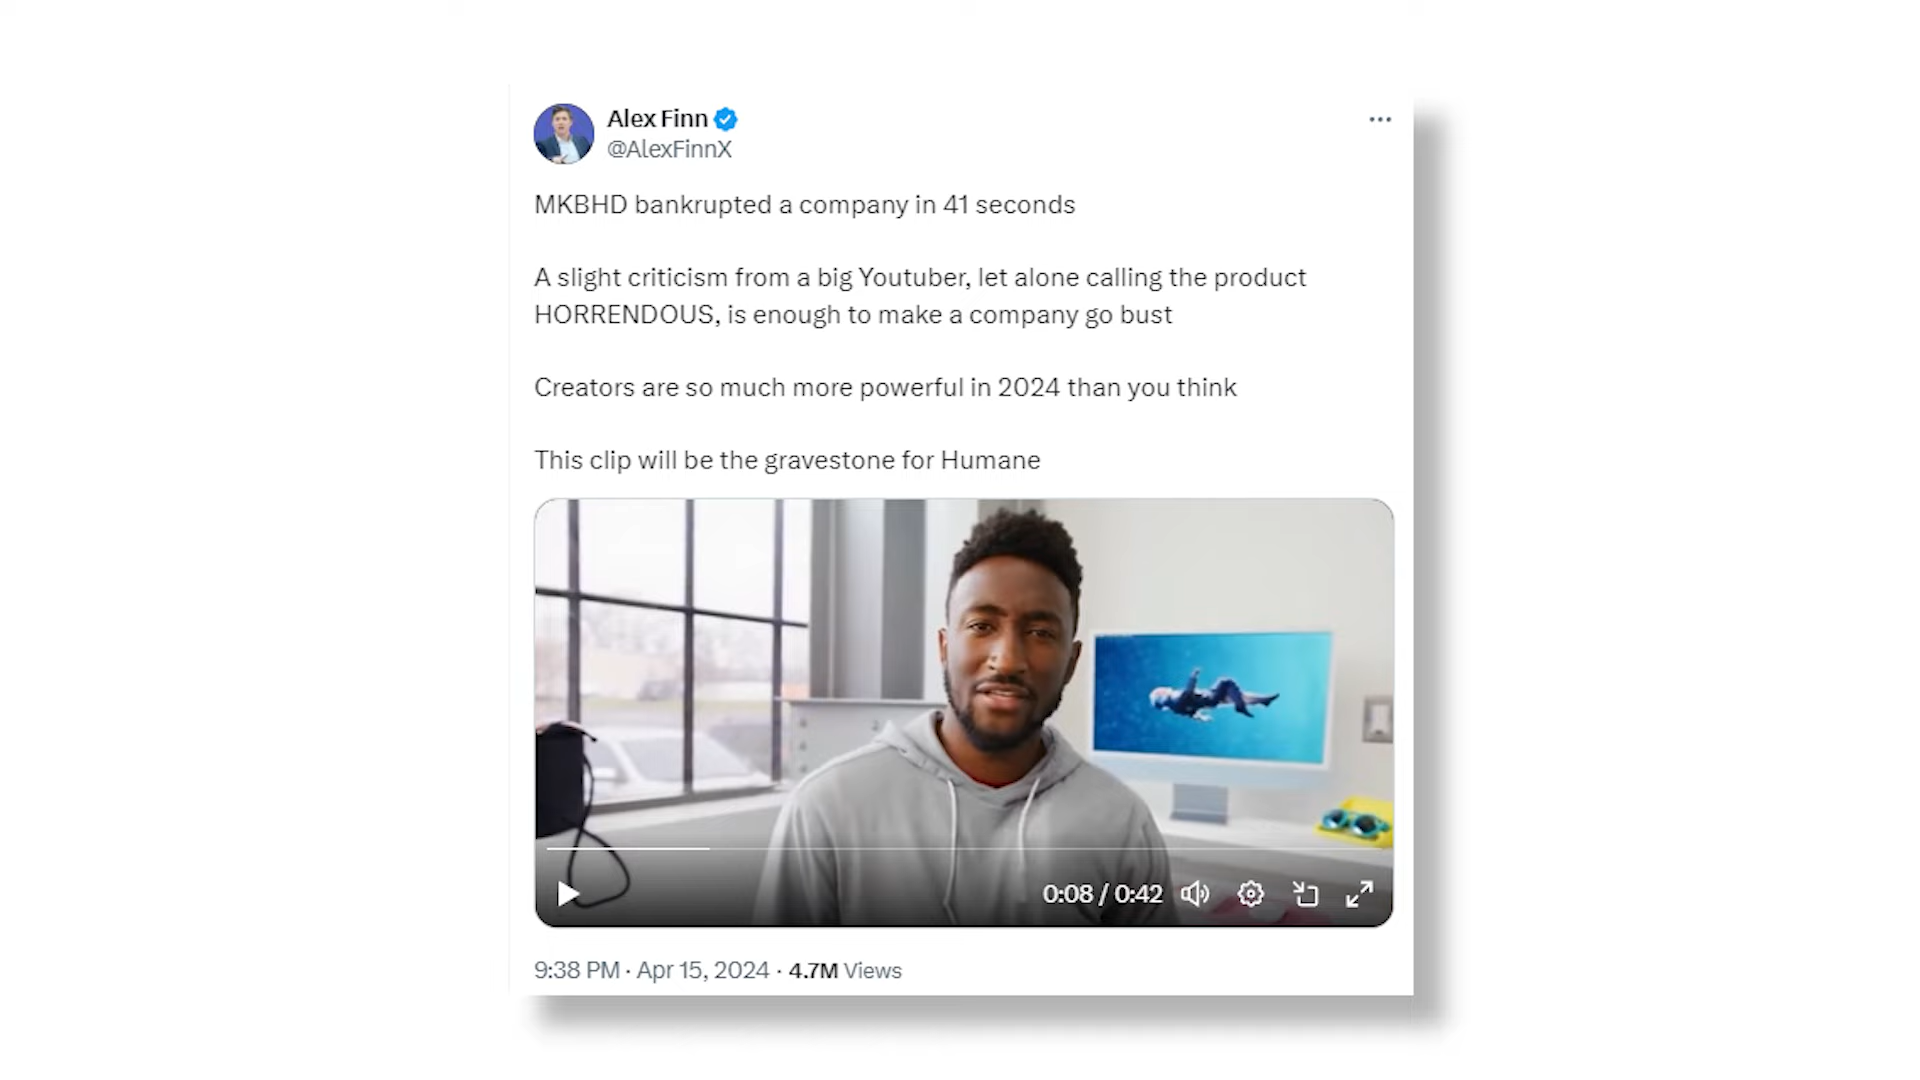 Alex Finn
@AlexFinnX
MKBHD bankrupted a company in 41 seconds
A slight criticism from a big Youtuber, let alone calling the product
HORRENDOUS, is enough to make a company go bust
Creators are so much more powerful in 2024 than you think
This clip will be the gravestone for Humane
0:08 / 0:42
9:38 PM · Apr 15, 2024 · 4.7M Views